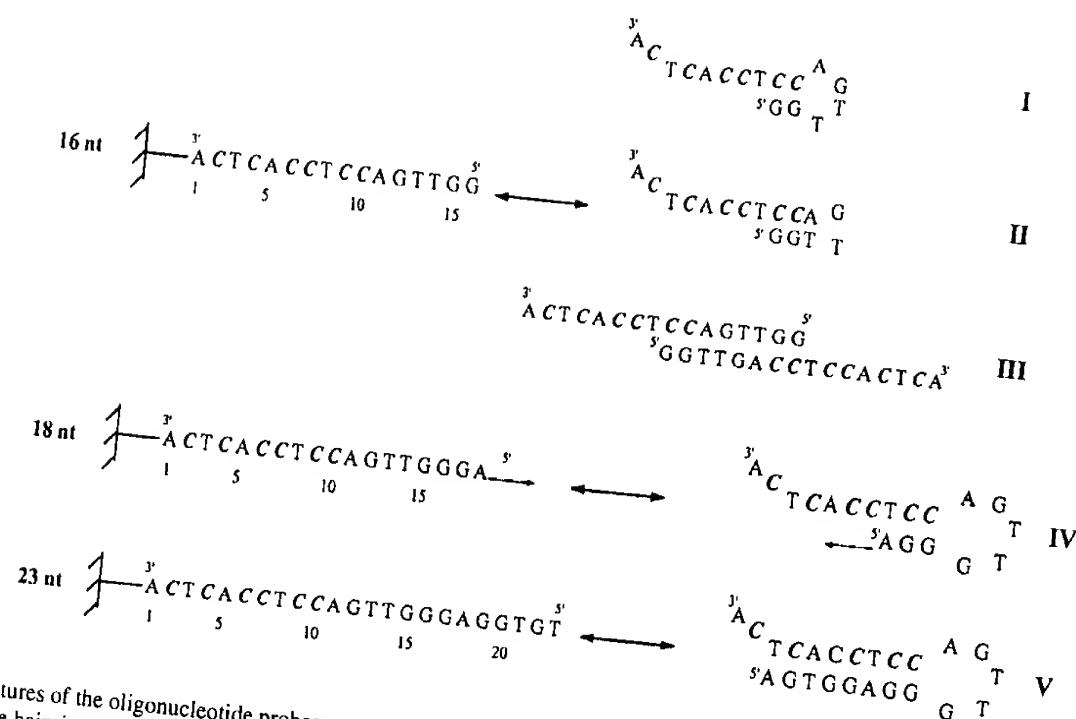 3'
A C T C A C C T C C A G
5' G G T T
I
16 nt
3' 5'
A C T C A C C T C C A G T T G G
1 5 10 15
3'
A C T C A C C T C C A G
5' G G T T
II
3' 5'
A C T C A C C T C C A G T T G G
5' G G T T G A C C T C C A C T C A 3'
III
18 nt
3' 5'
A C T C A C C T C C A G T T G G G A
1 5 10 15
3'
A C T C A C C T C C A G T
5' A G G G T
IV
23 nt
3' 5'
A C T C A C C T C C A G T T G G G A G G T G T
1 5 10 15 20
3'
A C T C A C C T C C A G T
5' A G T G G A G G G T
V
tures of the oligonucleotide